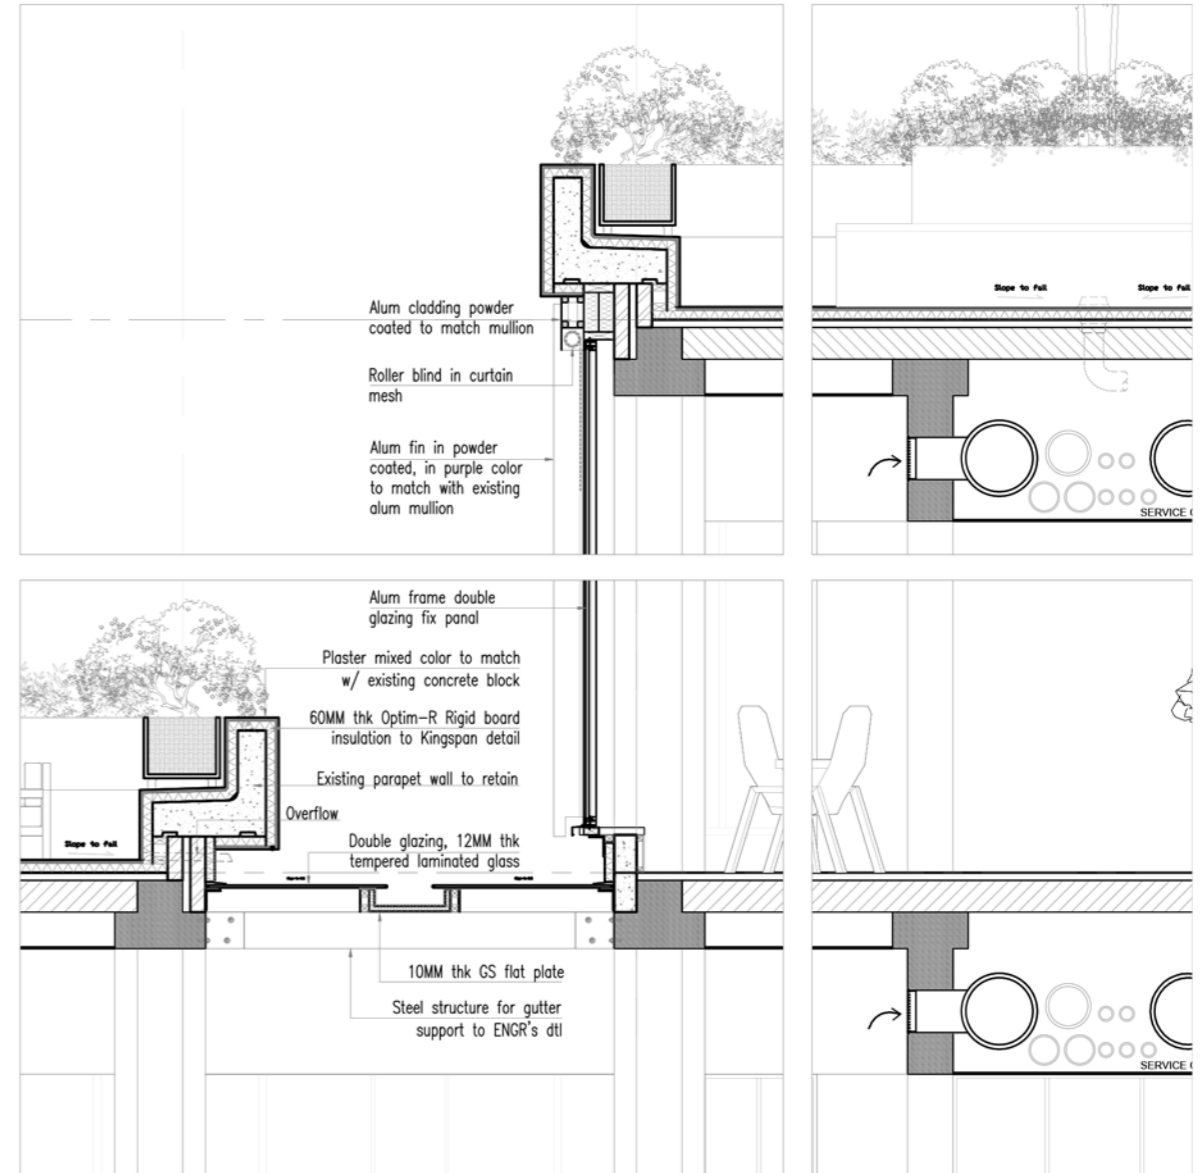 Slope to fall
Slope to fall
Alum cladding powder
coated to match mullion
Roller blind in curtain
mesh
Alum fin in powder
coated, in purple color
to match with existing
alum mullion
SERVICE
Alum frame double
glazing fix panel
Plaster mixed color to match
w/ existing concrete block
60MM thk Optim-R Rigid board
insulation to Kingspan detail
Existing parapet wall to retain
Overflow
Slope to fall
Double glazing, 12MM thk
tempered laminated glass
10MM thk GS flat plate
Steel structure for gutter
support to ENGR's dtl
SERVICE